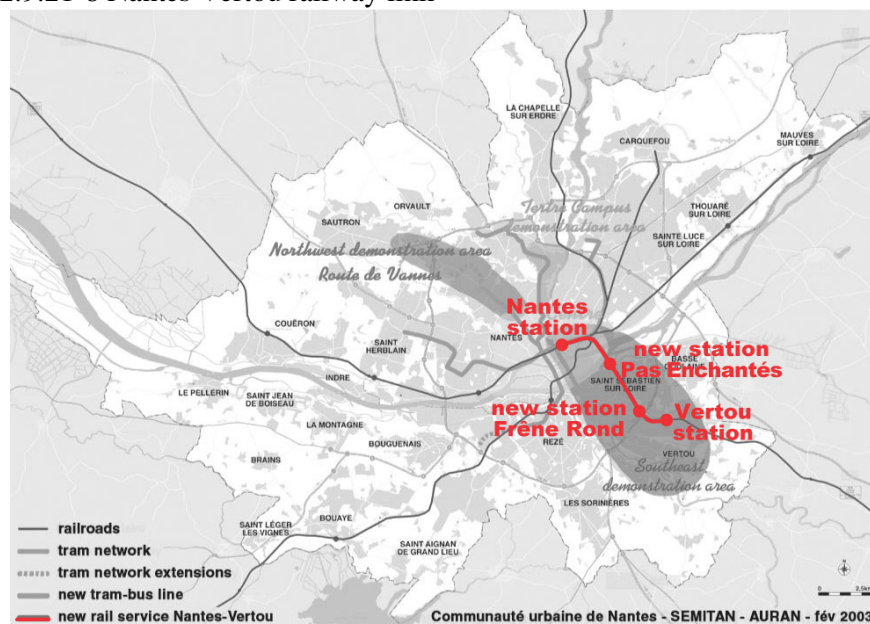 LA CHAPELLE
SUR ERDRE
CARQUEFOU
MAUVES
SUR LOIRE
ORVAULT
SAUTRON
Tertre Campus
demonstration area
THOUARÉ
SUR LOIRE
SAINTE LUCE
SUR LOIRE
Northwest demonstration area
Route de Vannes
COUËRON
SAINT
HERBLAIN
NANTES
Nantes
station
new station
Pas Enchantés
BASSE
SAINT SÉBASTIEN
SUR LOIRE
INDRE
LE PELLERIN
SAINT JEAN
DE BOISEAU
new station
Frêne Rond
Vertou
station
LA MONTAGNE
BOUGUENAIS
REZÉ
BRAINS
VERTOU
Southeast
demonstration area
LES SORINIÈRES
SAINT LÉGER
LES VIGNES
BOUAYE
SAINT AIGNAN
DE GRAND LIEU
railroads
tram network
tram network extensions
new tram-bus line
new rail service Nantes-Vertou
0 2,5km
Communauté urbaine de Nantes - SEMITAN - AURAN - fév 2003